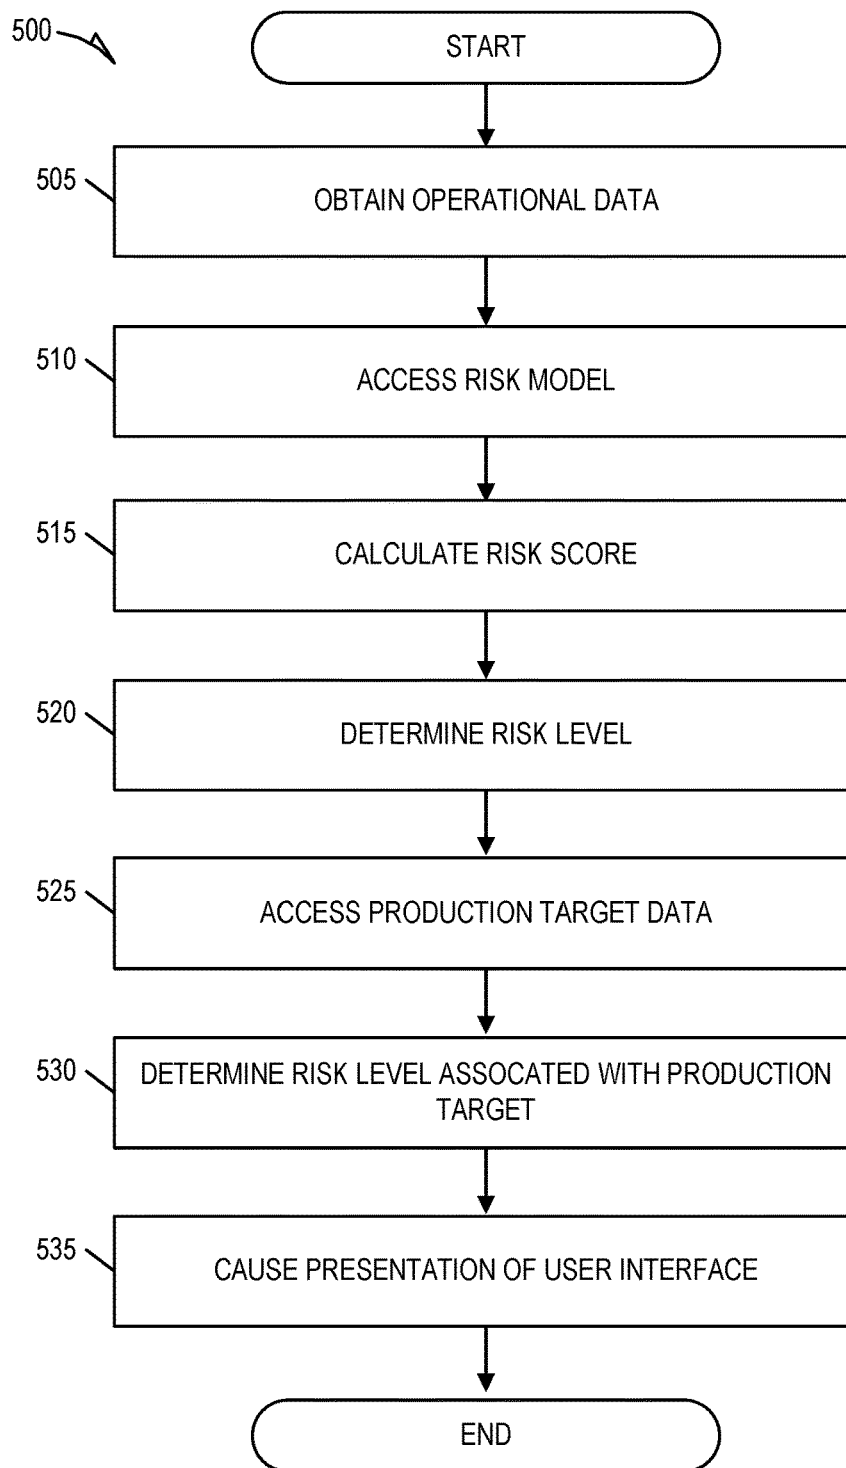 500
START
505
OBTAIN OPERATIONAL DATA
510
ACCESS RISK MODEL
515
CALCULATE RISK SCORE
520
DETERMINE RISK LEVEL
525
ACCESS PRODUCTION TARGET DATA
530
DETERMINE RISK LEVEL ASSOCATED WITH PRODUCTION
TARGET
535
CAUSE PRESENTATION OF USER INTERFACE
END